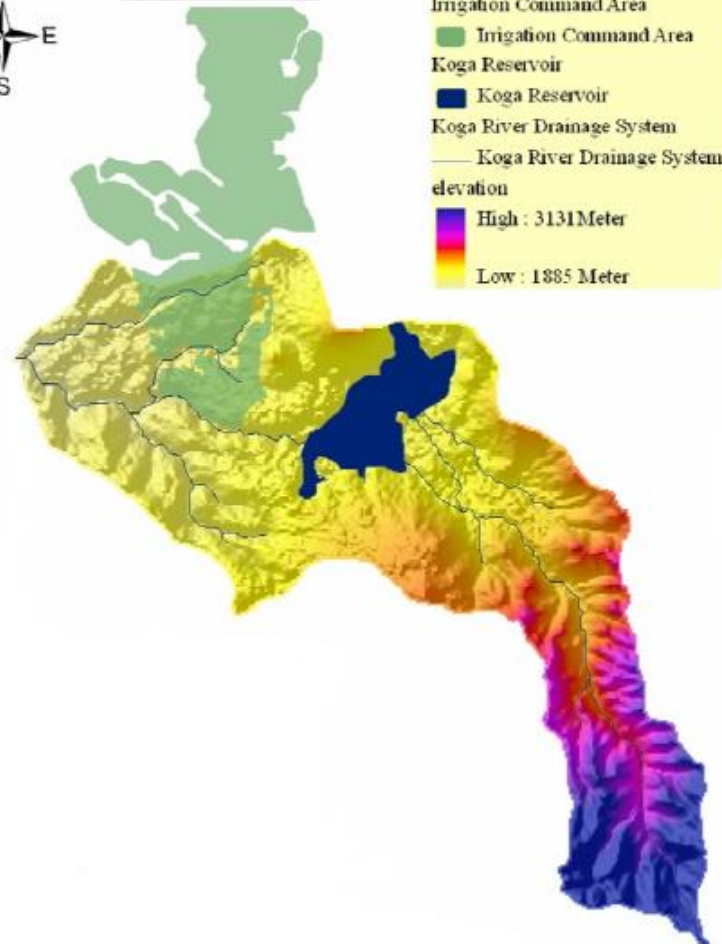 E
S
Irrigation Command Area
Irrigation Command Area
Koga Reservoir
Koga Reservoir
Koga River Drainage System
Koga River Drainage System
elevation
High : 3131Meter
Low : 1885 Meter